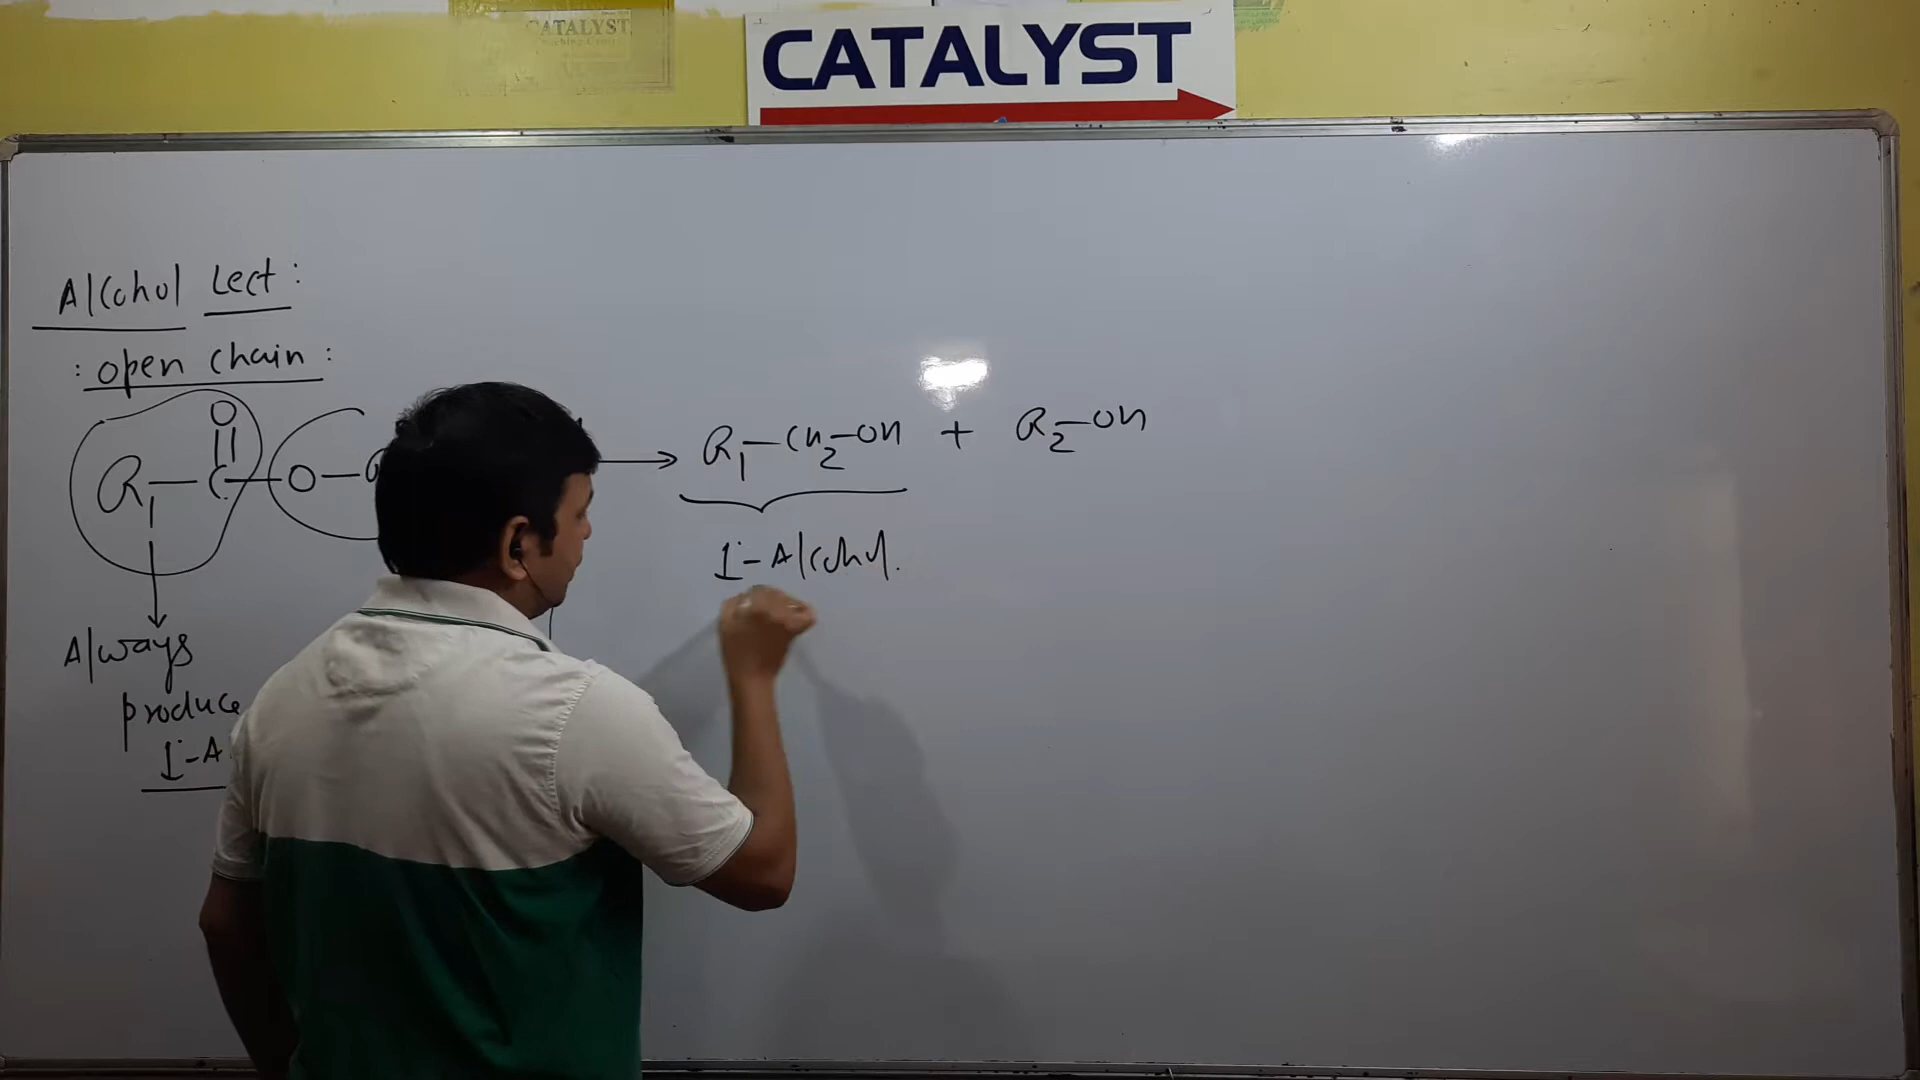 CATALYST
CATALYST
Alcohol Lect :
: open chain :
O
R1—C—O—
→ R1—CH2—OH + R2—OH
1°-Alcohol.
Always
produce
1°-A